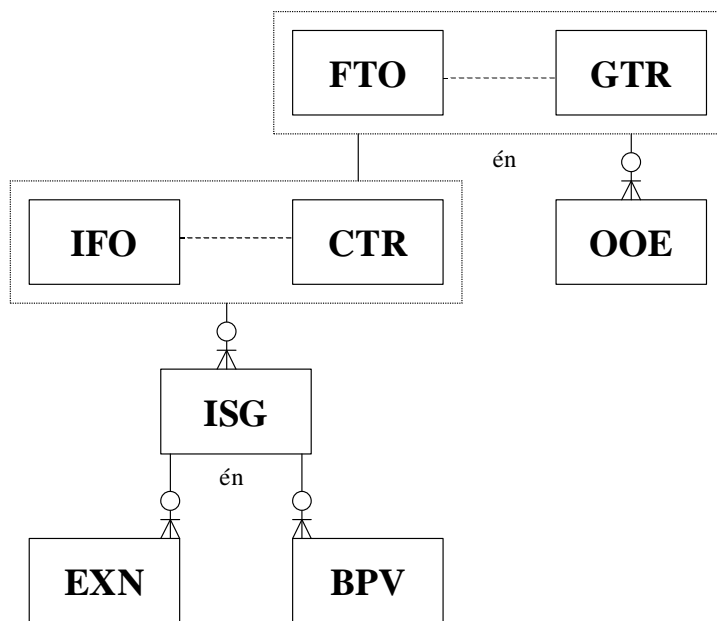 FTO GTR
én
IFO CTR OOE
ISG
én
EXN BPV